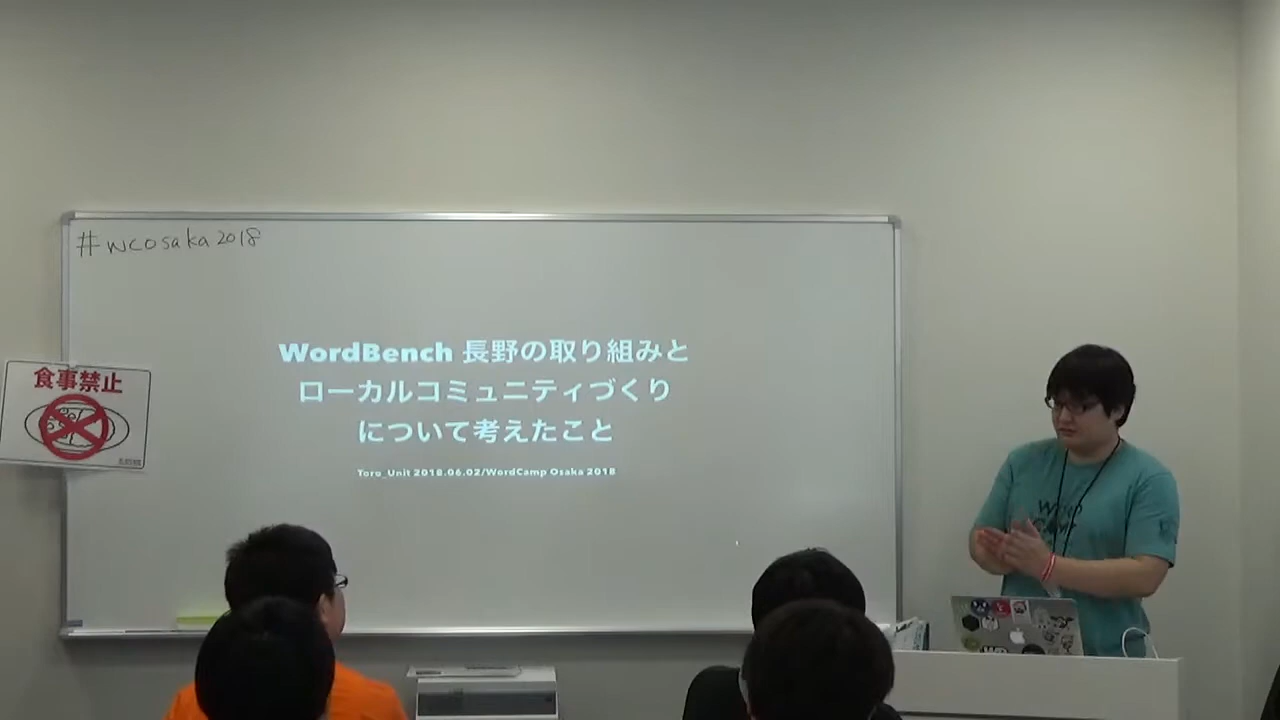 #wcosaka2018
WordBench 長野の取り組みと
ローカルコミュニティづくり
について考えたこと
Toro_Unit 2018.06.02/WordCamp Osaka 2018
食事禁止
WORD
CAMP